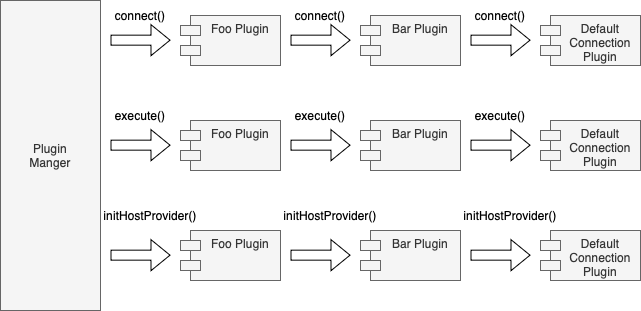 connect()
connect()
connect()
Foo Plugin
Bar Plugin
Default
Connection
Plugin
execute()
execute()
execute()
Foo Plugin
Bar Plugin
Default
Connection
Plugin
Plugin
Manger
initHostProvider()
initHostProvider()
initHostProvider()
Foo Plugin
Bar Plugin
Default
Connection
Plugin